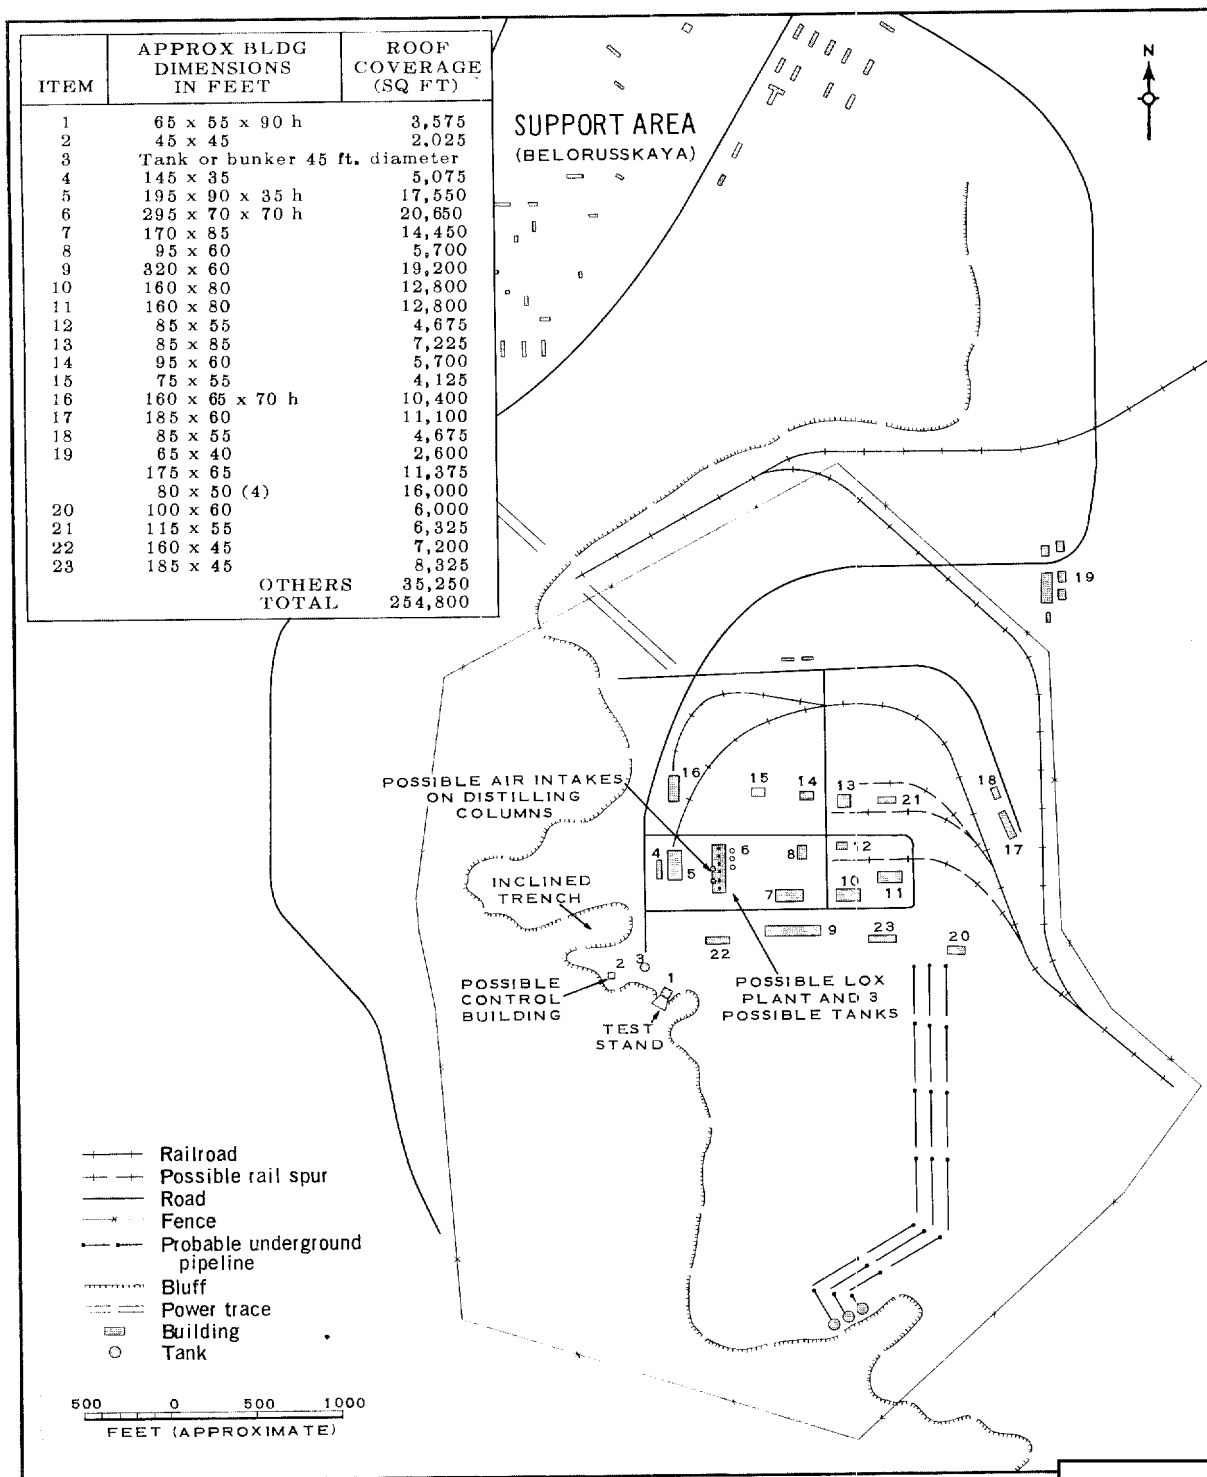 ITEM APPROX BLDG DIMENSIONS IN FEET ROOF COVERAGE (SQ FT)
1 65 x 55 x 90 h 3,575
2 45 x 45 2,025
3 Tank or bunker 45 ft. diameter
4 145 x 35 5,075
5 195 x 90 x 35 h 17,550
6 295 x 70 x 70 h 20,650
7 170 x 85 14,450
8 95 x 60 5,700
9 320 x 60 19,200
10 160 x 80 12,800
11 160 x 80 12,800
12 85 x 55 4,675
13 85 x 85 7,225
14 95 x 60 5,700
15 75 x 55 4,125
16 160 x 65 x 70 h 10,400
17 185 x 60 11,100
18 85 x 55 4,675
19 65 x 40 2,600
175 x 65 11,375
80 x 50 (4) 16,000
20 100 x 60 6,000
21 115 x 55 6,325
22 160 x 45 7,200
23 185 x 45 8,325
OTHERS 35,250
TOTAL 254,800
N
SUPPORT AREA
(BELORUSSKAYA)
19
POSSIBLE AIR INTAKES
ON DISTILLING
COLUMNS
16
15
14
13
21
18
17
4
5
6
8
12
7
10
11
INCLINED
TRENCH
9
23
22
20
3
2
1
POSSIBLE
CONTROL
BUILDING
TEST
STAND
POSSIBLE LOX
PLANT AND 3
POSSIBLE TANKS
Railroad
Possible rail spur
Road
Fence
Probable underground
pipeline
Bluff
Power trace
Building
Tank
500 0 500 1000
FEET (APPROXIMATE)